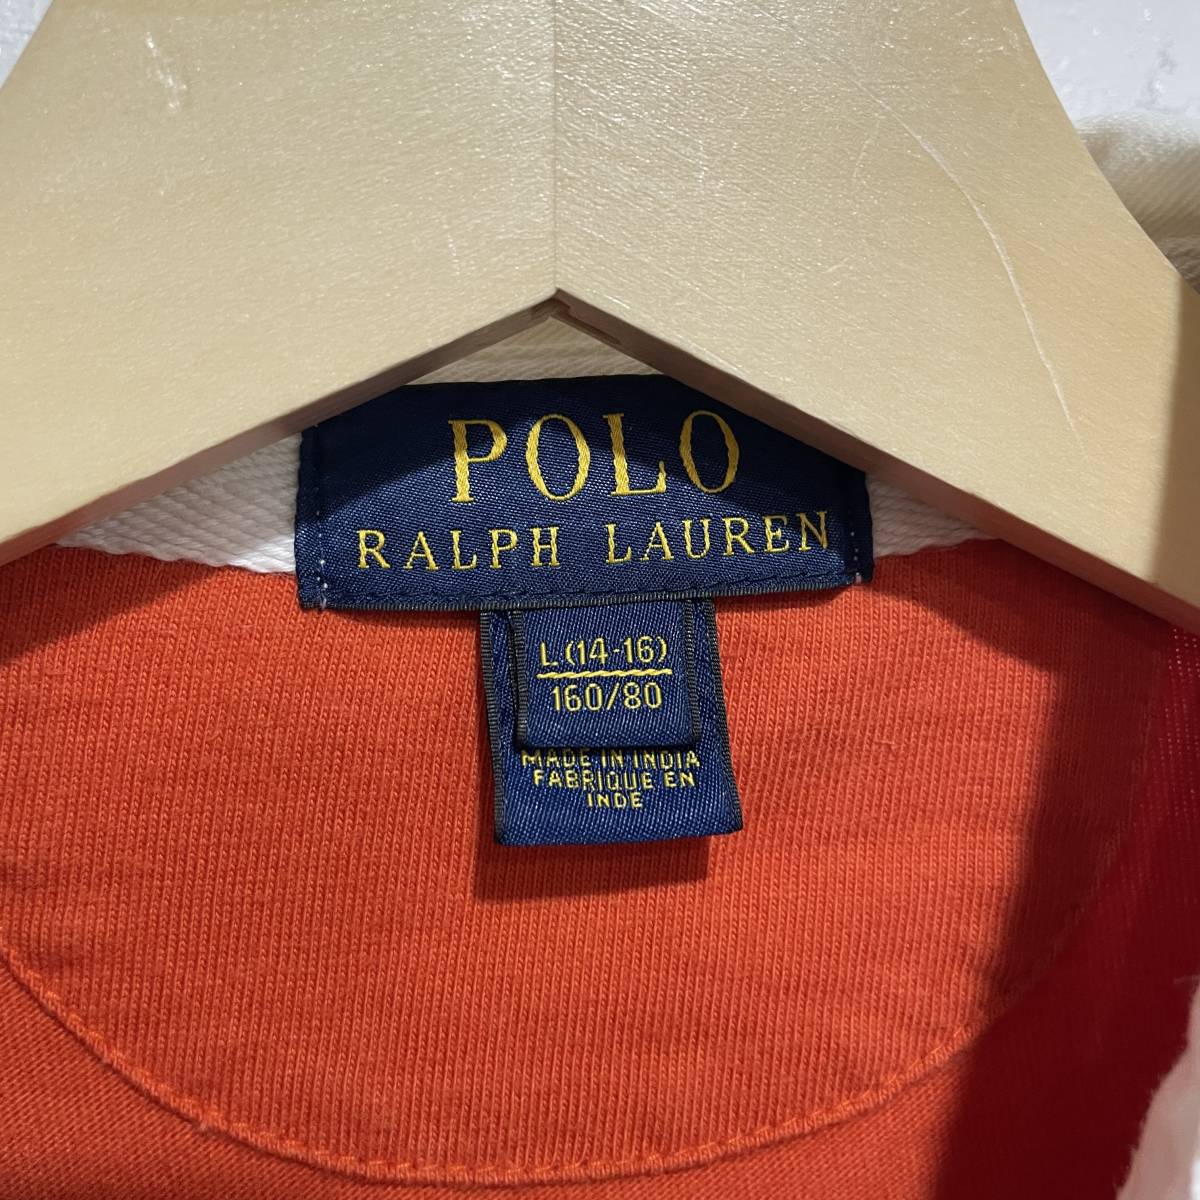 POLO
RALPH LAUREN
L (14-16)
160/80
MADE IN INDIA
FABRIQUE EN
INDE